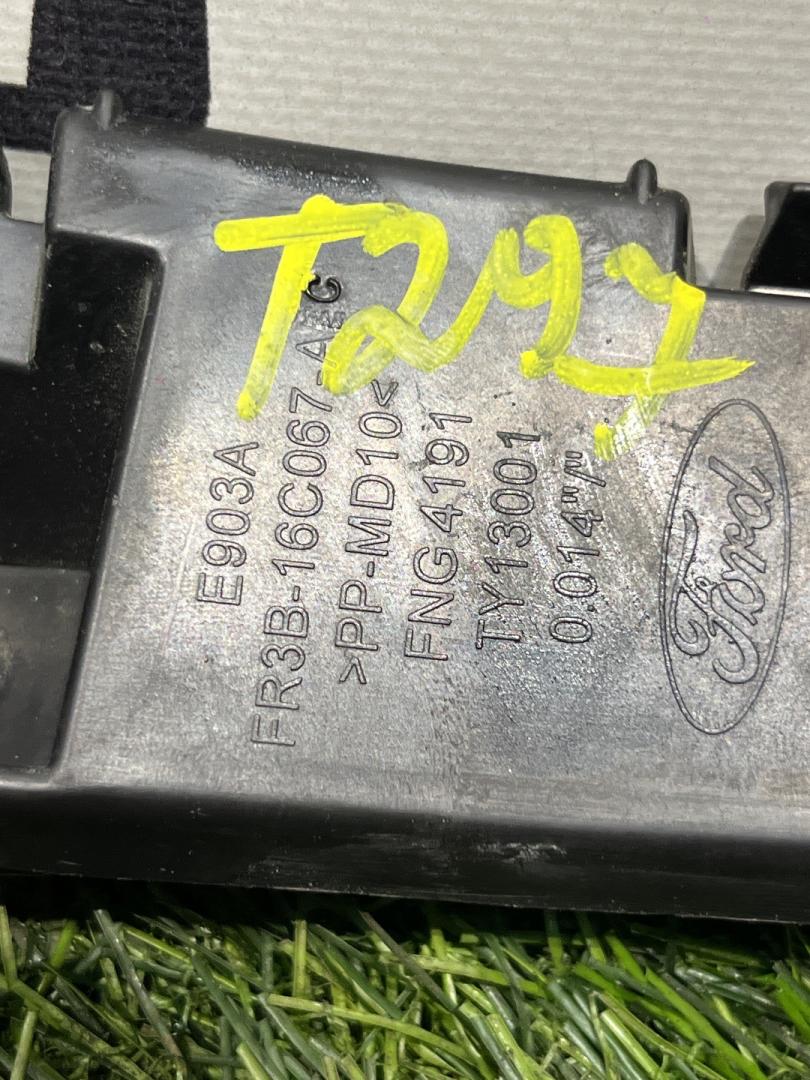 T297
E903A
FR3B-16C067-AC
>PP-MD10<
FNG 4191
TY13001
0.014"/"
Ford